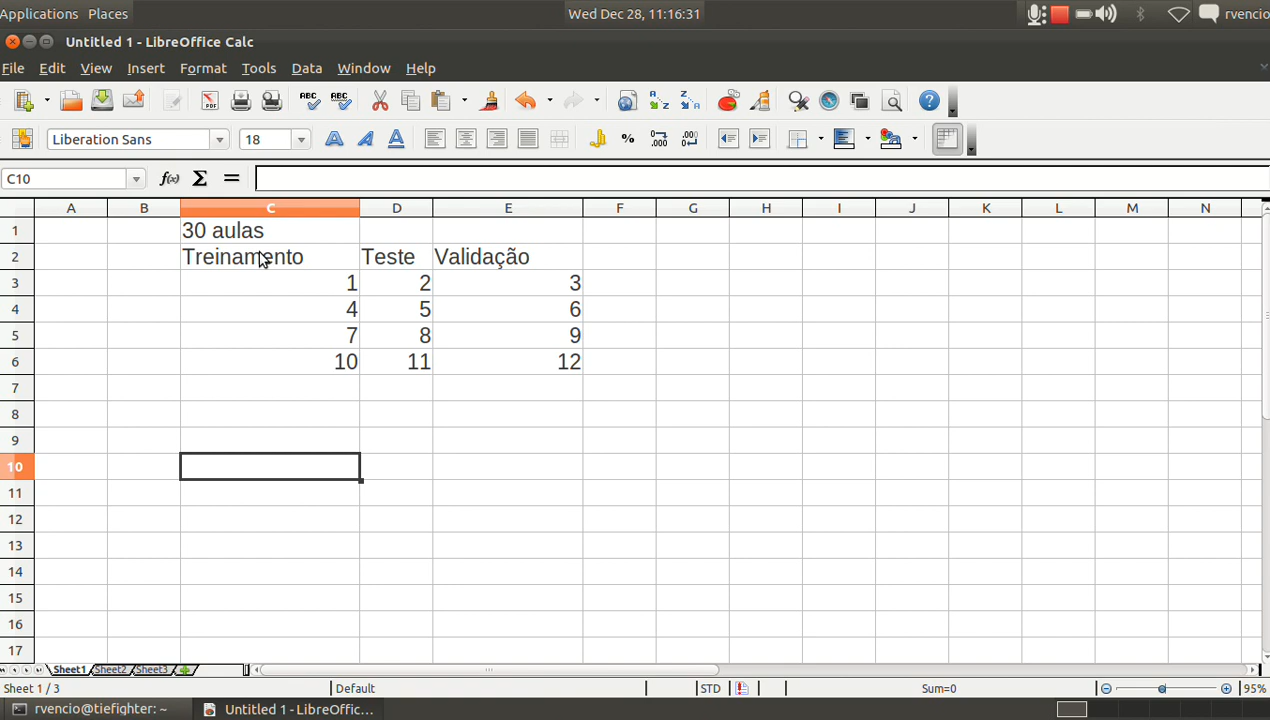 Applications Places Wed Dec 28, 11:16:31 rvencio
Untitled 1 - LibreOffice Calc
File Edit View Insert Format Tools Data Window Help
Liberation Sans 18
C10
A B C D E F G H I J K L M N
1 30 aulas
2 Treinamento Teste Validação
3 1 2 3
4 4 5 6
5 7 8 9
6 10 11 12
7
8
9
10
11
12
13
14
15
16
17
Sheet1 Sheet2 Sheet3
Sheet 1 / 3 Default STD Sum=0 95%
rvencio@tiefighter: ~ Untitled 1 - LibreOffic...